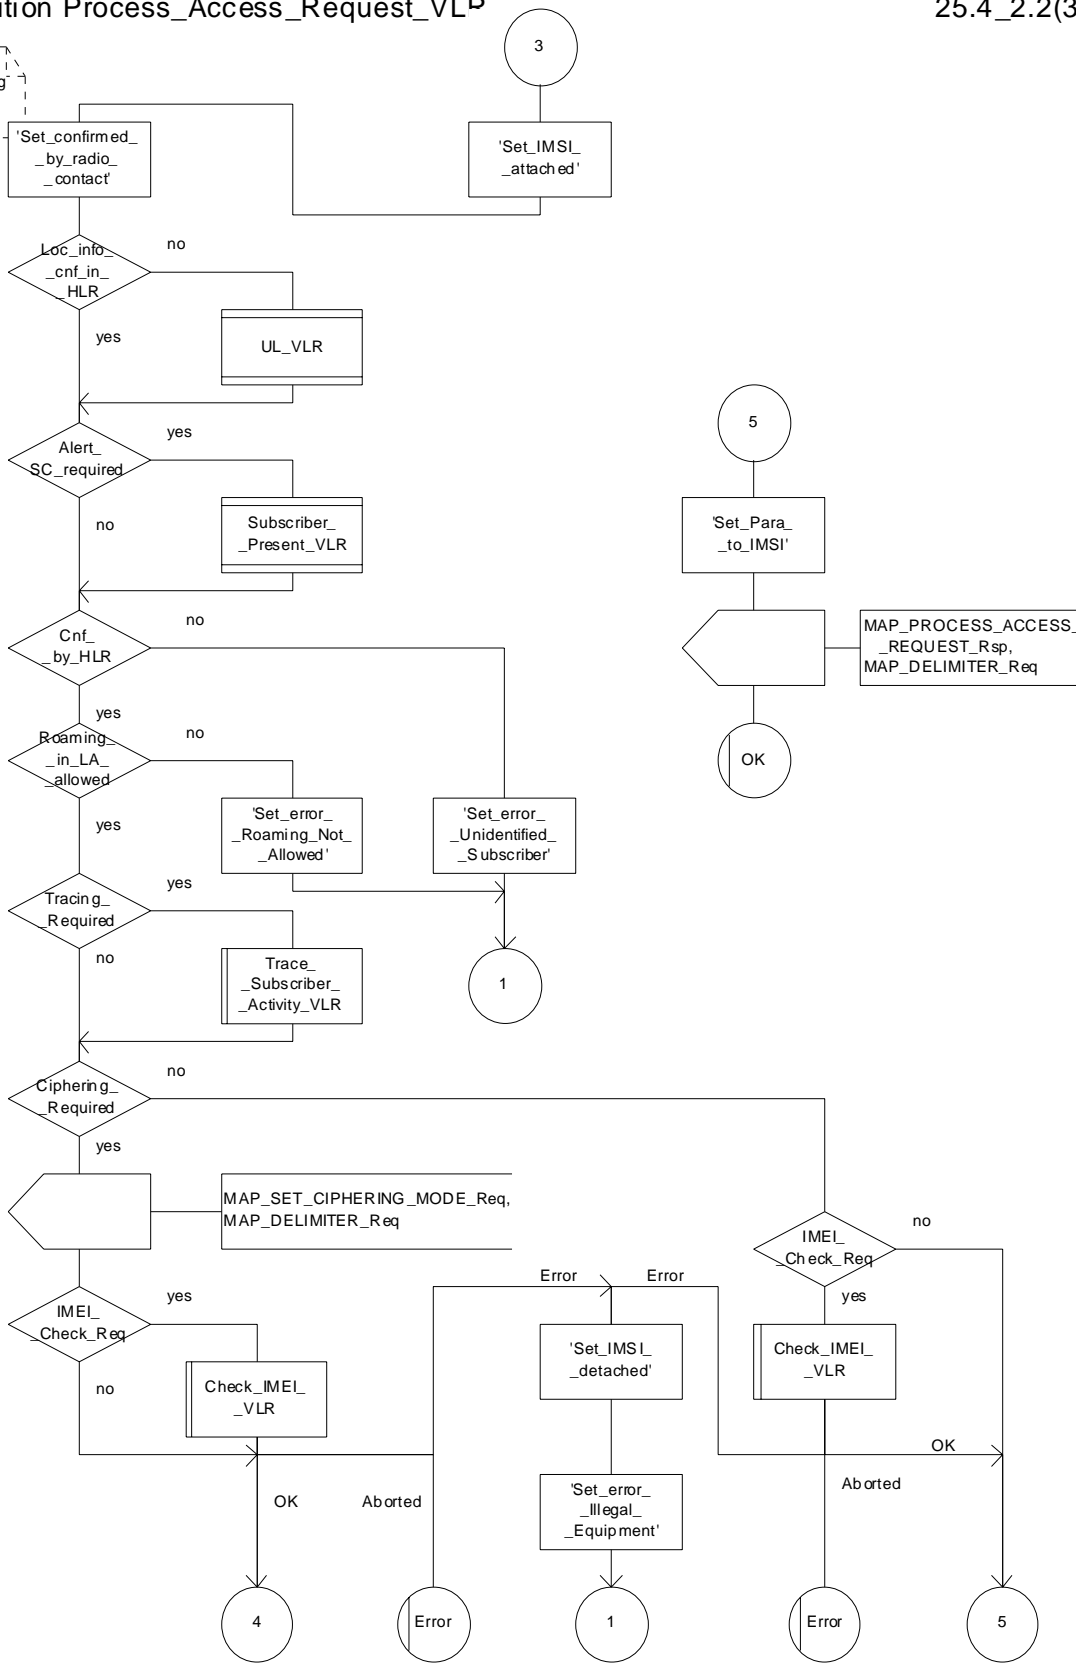 ition Process_Access_Request_VLR
25.4_2.2(3
3
g
'Set_confirmed_
_by_radio_
_contact'
'Set_IMSI_
_attached'
Loc_info_
_cnf_in_
_HLR
no
yes
UL_VLR
Alert_
SC_required
yes
no
Subscriber_
_Present_VLR
5
'Set_Para_
_to_IMSI'
Cnf_
_by_HLR
no
yes
MAP_PROCESS_ACCESS_
_REQUEST_Rsp,
MAP_DELIMITER_Req
Roaming_
_in_LA_
_allowed
no
yes
OK
'Set_error_
_Roaming_Not_
_Allowed'
'Set_error_
_Unidentified_
_Subscriber'
Tracing_
_Required
yes
no
Trace_
_Subscriber_
_Activity_VLR
1
Ciphering_
_Required
no
yes
MAP_SET_CIPHERING_MODE_Req,
MAP_DELIMITER_Req
IMEI_
_Check_Req
no
yes
IMEI_
_Check_Req
yes
no
Error
Error
'Set_IMSI_
_detached'
Check_IMEI_
_VLR
Check_IMEI_
_VLR
OK
Aborted
OK
Aborted
'Set_error_
_Illegal_
_Equipment'
4
Error
1
Error
5